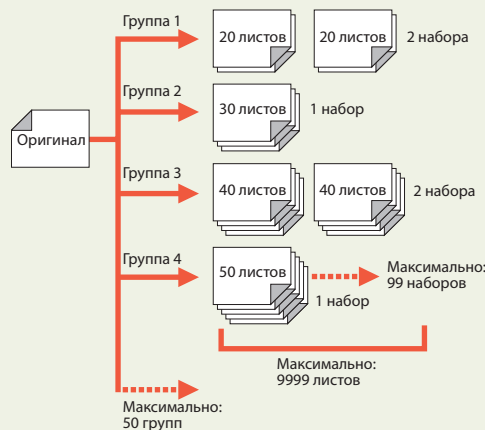 Группа 1
20 листов 20 листов 2 набора
Группа 2
30 листов 1 набор
Оригинал
Группа 3
40 листов 40 листов 2 набора
Группа 4
50 листов
1 набор
Максимально:
99 наборов
Максимально:
9999 листов
Максимально:
50 групп